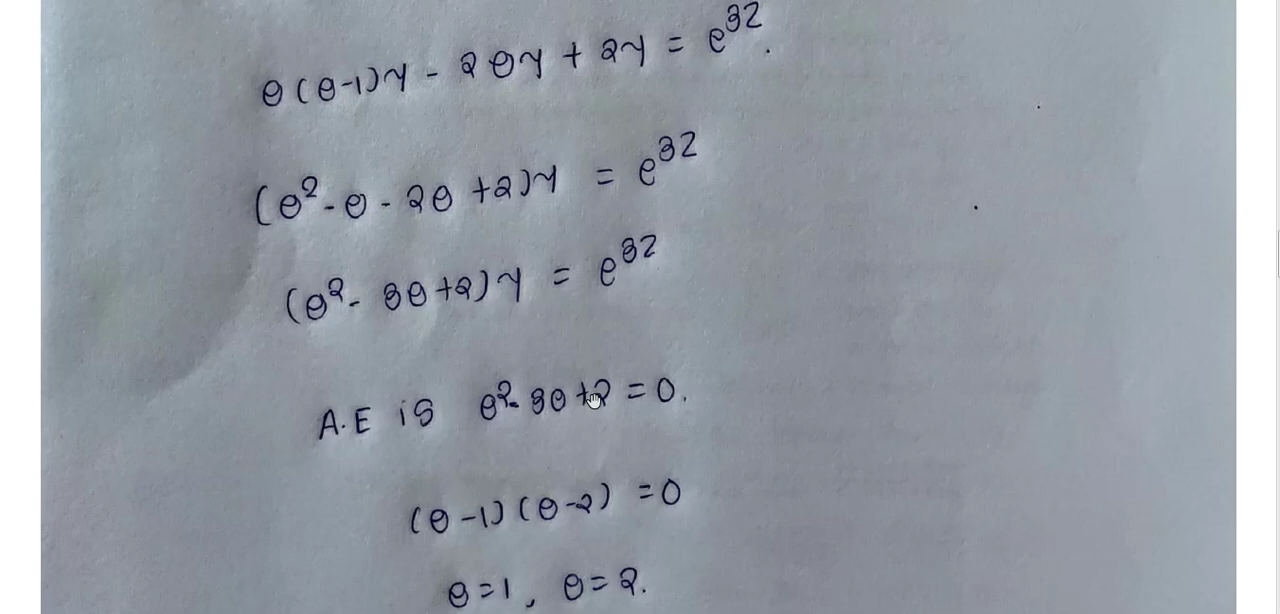 θ(θ-1)y - 2θy + 2y = e^{3z}.
(θ² - θ - 2θ + 2)y = e^{3z}
(θ² - 3θ + 2)y = e^{3z}
A.E is θ² - 3θ + 2 = 0.
(θ - 1)(θ - 2) = 0
θ = 1, θ = 2.